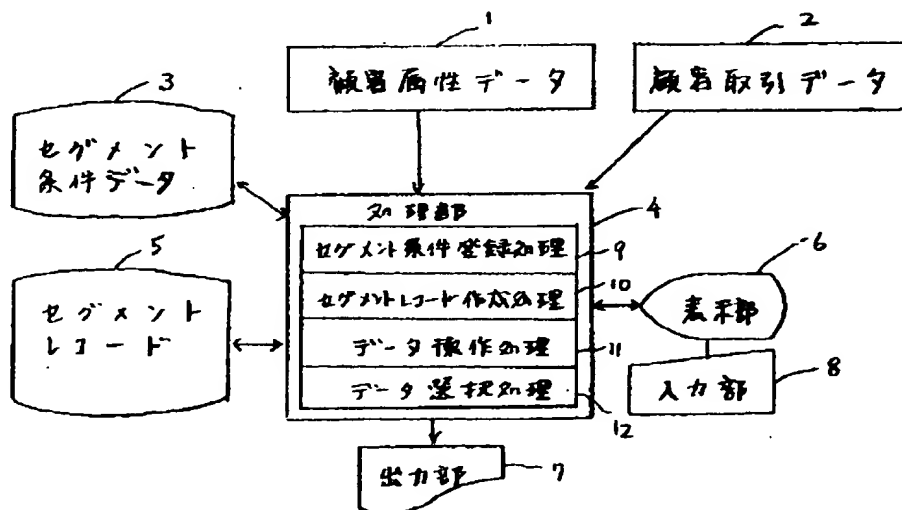 1
2
顧客属性データ
顧客取引データ
3
セグメント
条件データ
処理部
4
セグメント条件登録処理
9
セグメントレコード作成処理
10
データ操作処理
11
データ選択処理
12
5
セグメント
レコード
6
表示部
入力部
8
出力部
7